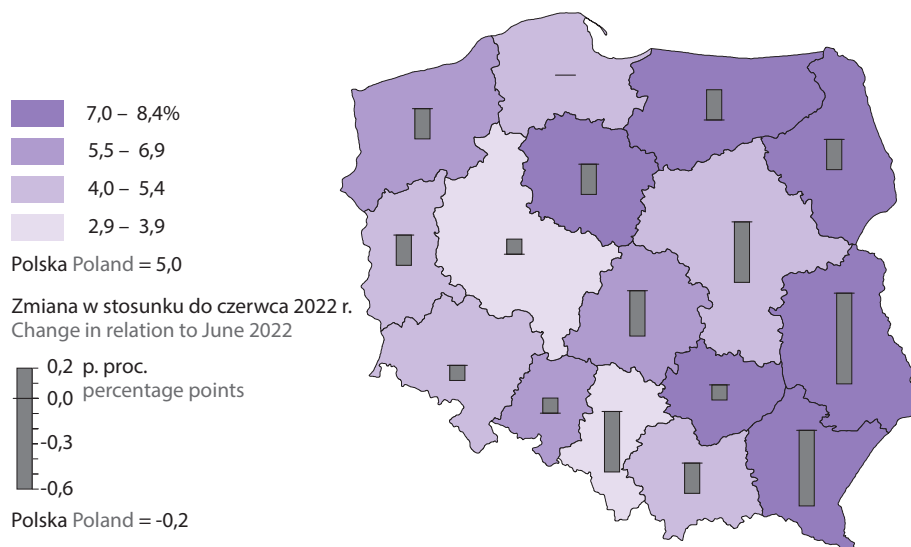 7,0 – 8,4%
5,5 – 6,9
4,0 – 5,4
2,9 – 3,9
Polska Poland = 5,0
Zmiana w stosunku do czerwca 2022 r.
Change in relation to June 2022
0,2 p. proc.
0,0 percentage points
-0,3
-0,6
Polska Poland = -0,2